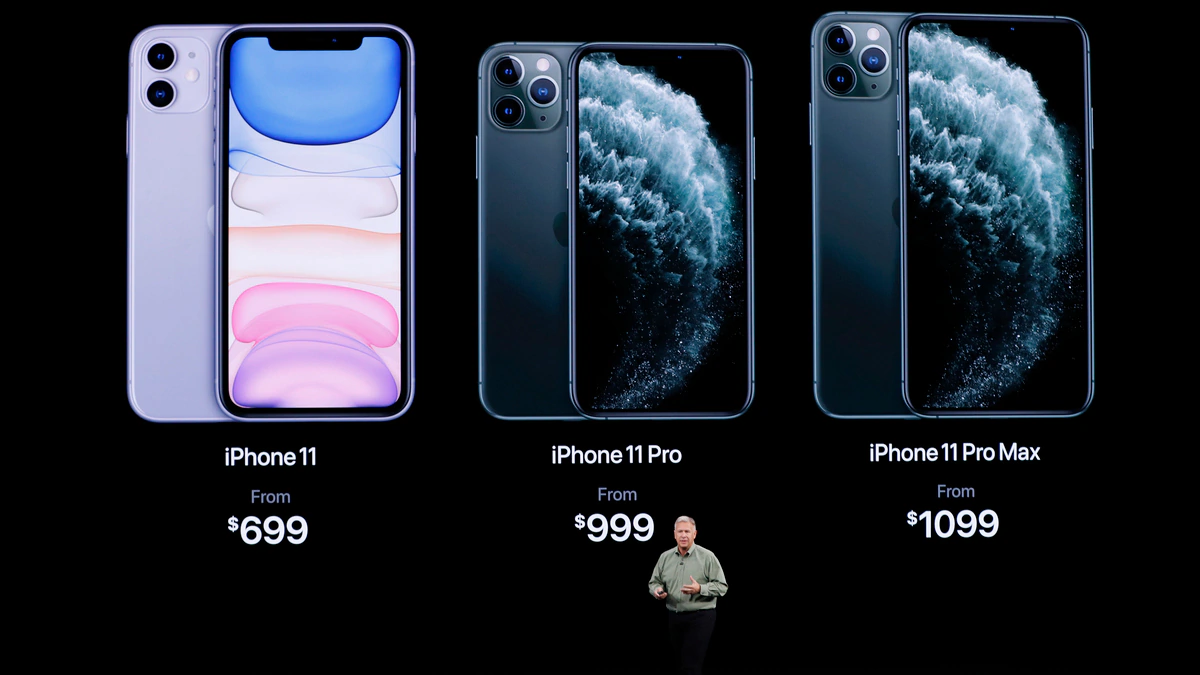 iPhone 11
From
$699
iPhone 11 Pro
From
$999
iPhone 11 Pro Max
From
$1099